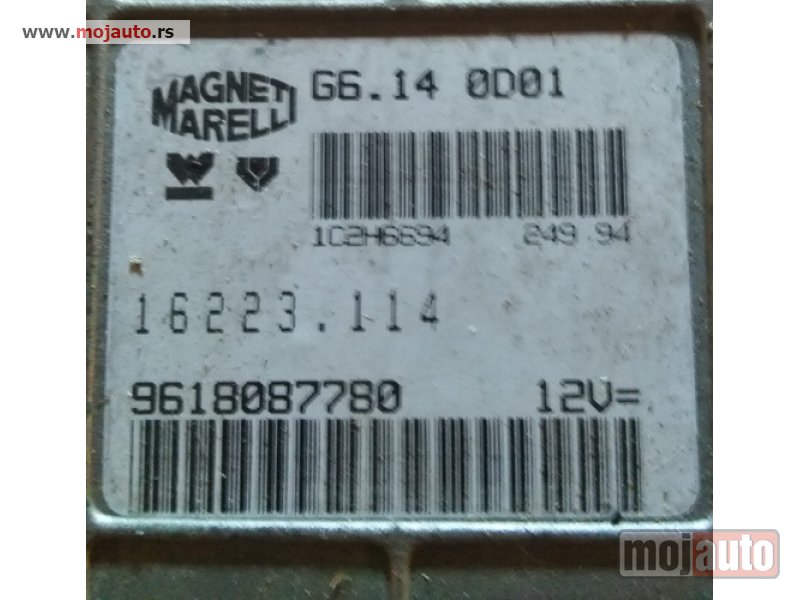 www.mojauto.rs
MAGNETI MARELLI G6.14 0D01
1C2H6694 249 94
16223.114
9618087780 12V=
mojauto